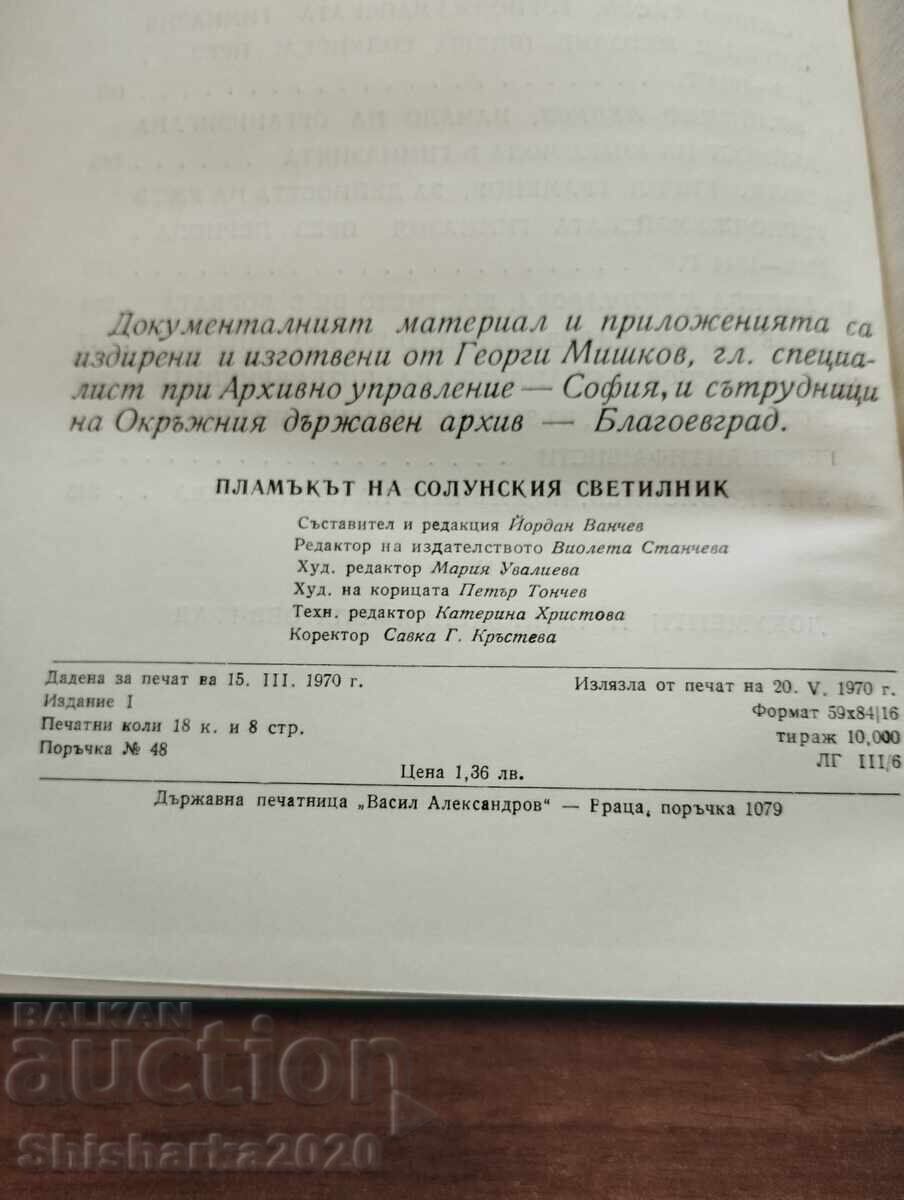 Документалният материал и приложенията са
издирени и изготвени от Георги Мишков, гл. специа-
лист при Архивно управление — София, и сътрудници
на Окръжния държавен архив — Благоевград.
ПЛАМЪКЪТ НА СОЛУНСКИЯ СВЕТИЛНИК
Съставител и редакция Йордан Ванчев
Редактор на издателството Виолета Станчева
Худ. редактор Мария Увалиева
Худ. на корицата Петър Тончев
Техн. редактор Катерина Христова
Коректор Савка Г. Кръстева
Дадена за печат на 15. III. 1970 г.
Излязла от печат на 20. V. 1970 г.
Издание I
Формат 59x84|16
Печатни коли 18 к. и 8 стр.
тираж 10,000
Поръчка № 48
ЛГ III/6
Цена 1,36 лв.
Държавна печатница „Васил Александров“ — Враца, поръчка 1079
BALKAN
auction
Shisharka2020